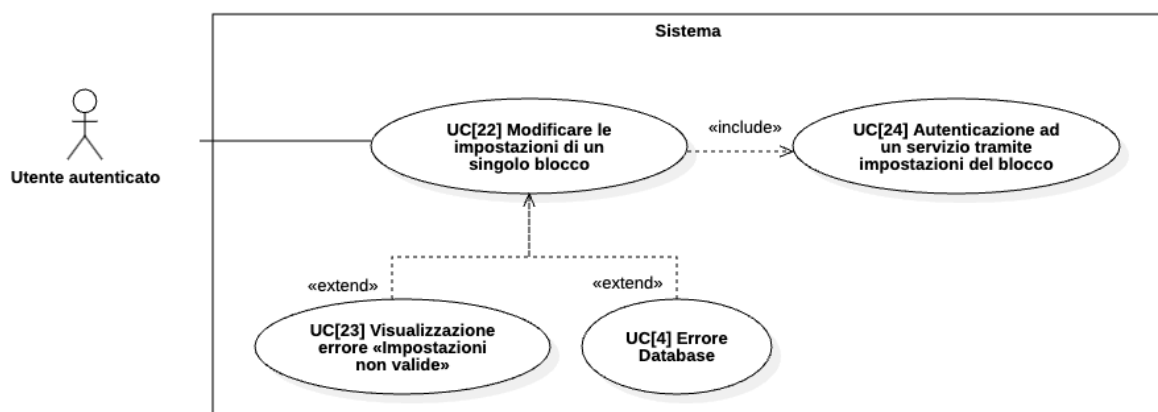 Sistema
Utente autenticato
UC[22] Modificare le
impostazioni di un
singolo blocco
«include»
UC[24] Autenticazione ad
un servizio tramite
impostazioni del blocco
«extend»
«extend»
UC[23] Visualizzazione
errore «Impostazioni
non valide»
UC[4] Errore
Database